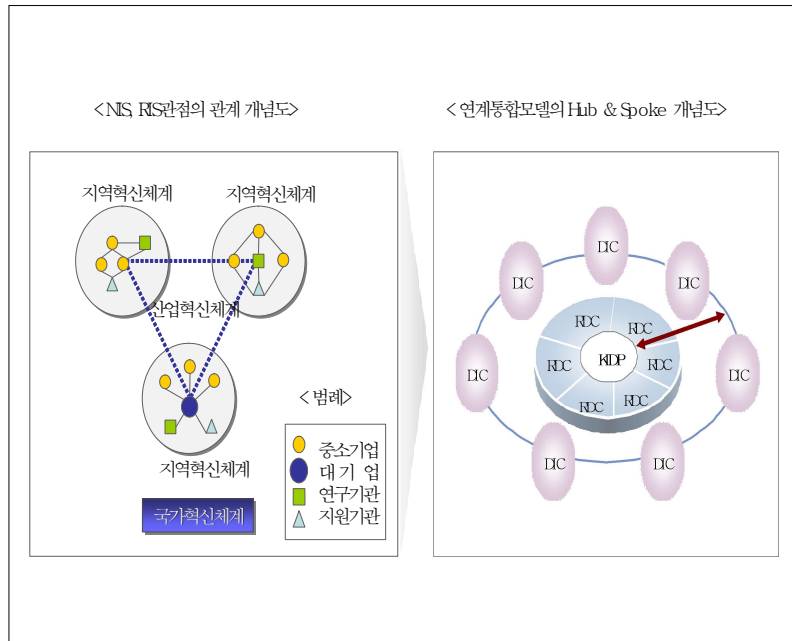 < NIS, RIS관점의 관계 개념도>
< 연계통합모델의 Hub & Spoke 개념도>
지역혁신체계
지역혁신체계
산업혁신체계
지역혁신체계
국가혁신체계
< 범례>
중소기업
대 기 업
연구기관
지원기관
DIC
DIC
DIC
DIC
DIC
DIC
DIC
RDC
RDC
RDC
RDC
RDC
RDC
KIDP